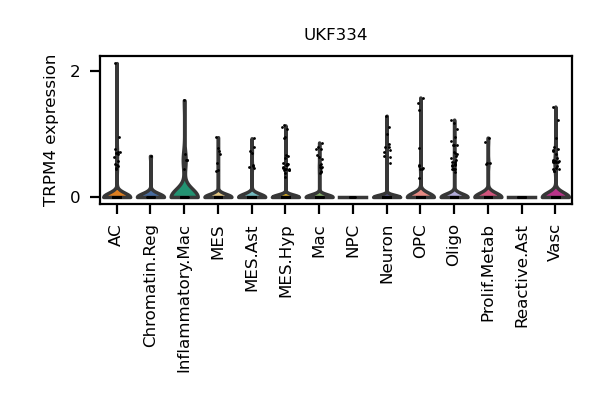 UKF334
TRPM4 expression
2
0
AC
Chromatin.Reg
Inflammatory.Mac
MES
MES.Ast
MES.Hyp
Mac
NPC
Neuron
OPC
Oligo
Prolif.Metab
Reactive.Ast
Vasc